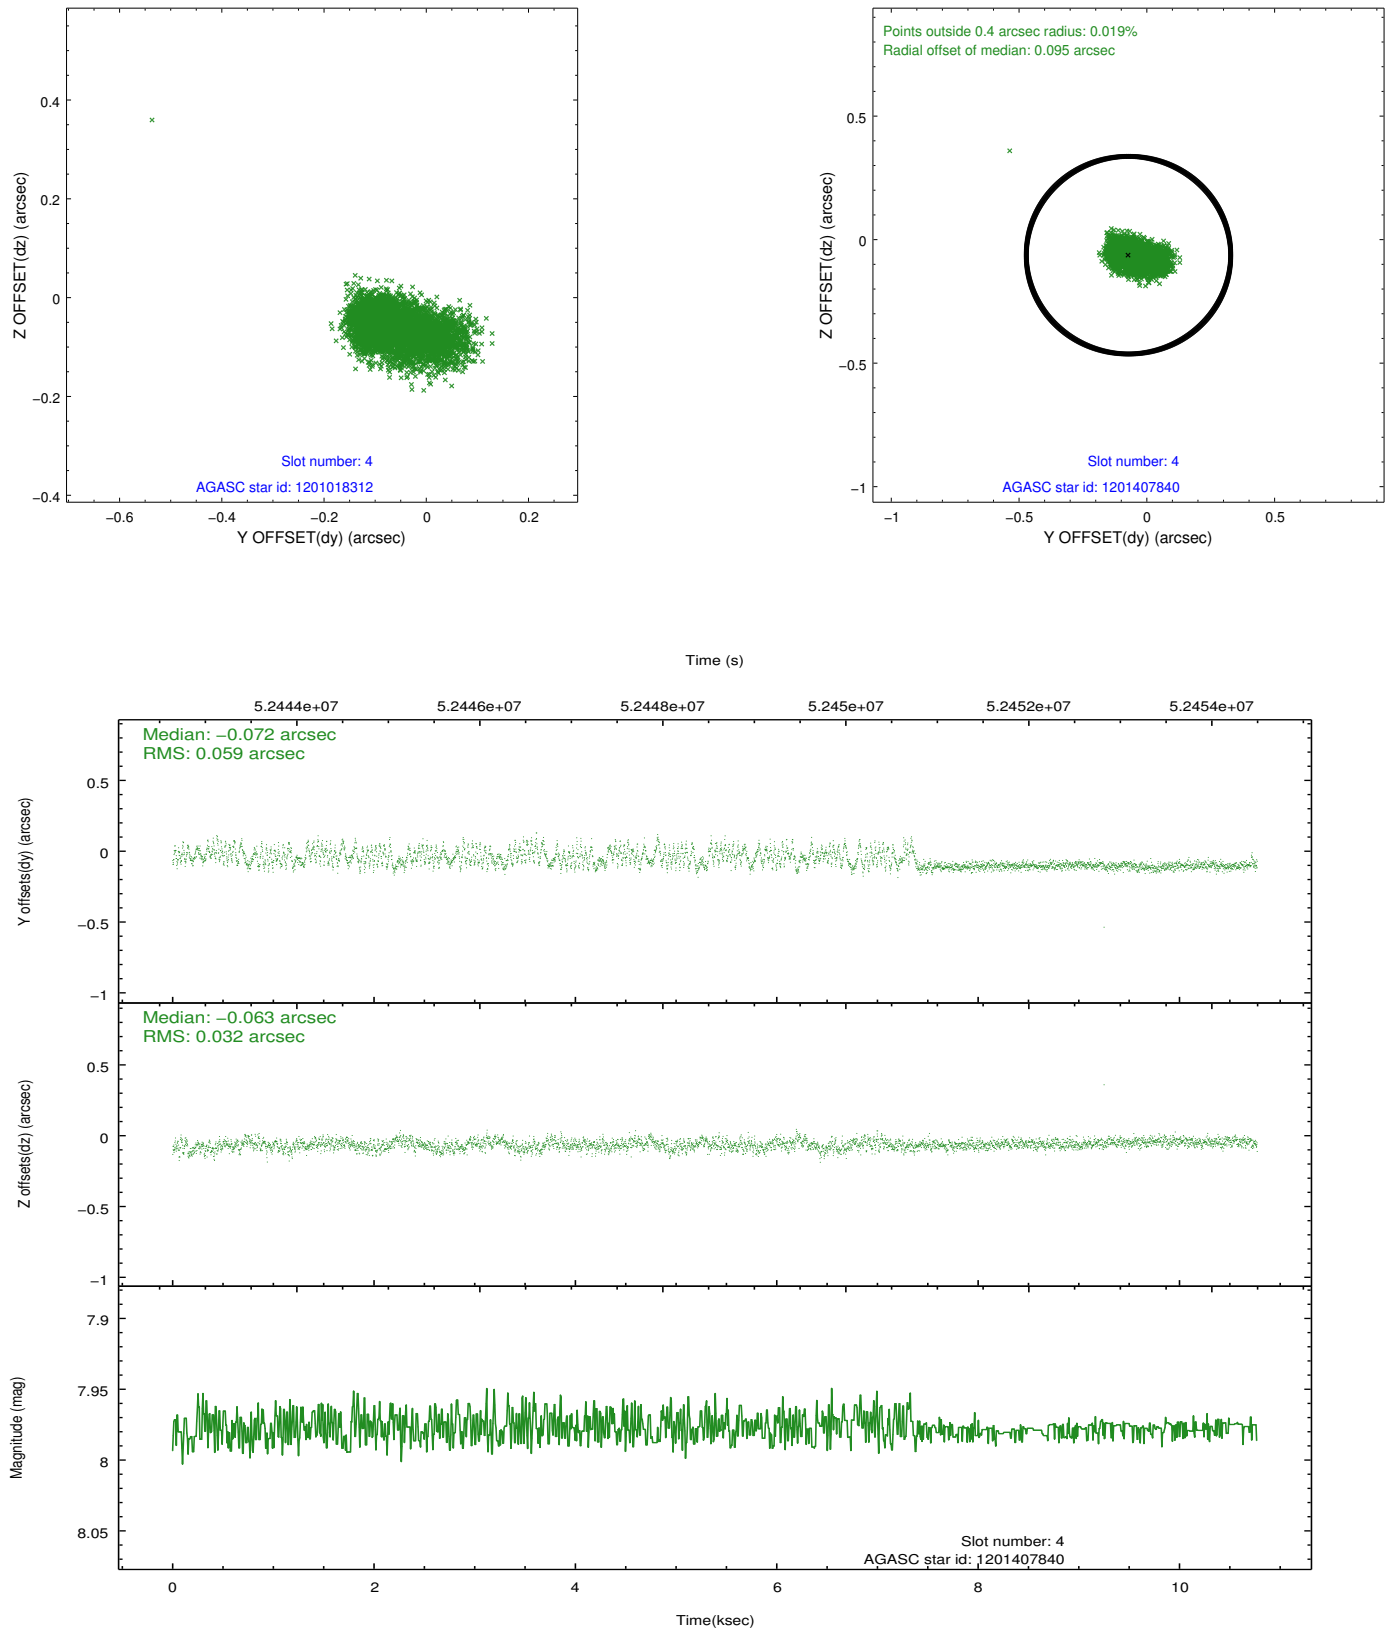 0.4
0.2
0
−0.2
−0.4
Z OFFSET(dz) (arcsec)
Slot number: 4
AGASC star id: 1201018312
−0.6
−0.4
−0.2
0
0.2
Y OFFSET(dy) (arcsec)
Points outside 0.4 arcsec radius: 0.019%
Radial offset of median: 0.095 arcsec
0.5
0
−0.5
−1
Z OFFSET(dz) (arcsec)
Slot number: 4
AGASC star id: 1201407840
−1
−0.5
0
0.5
Y OFFSET(dy) (arcsec)
Time (s)
5.2444e+07
5.2446e+07
5.2448e+07
5.245e+07
5.2452e+07
5.2454e+07
Median: −0.072 arcsec
RMS: 0.059 arcsec
0.5
0
−0.5
−1
Y offsets(dy) (arcsec)
Median: −0.063 arcsec
RMS: 0.032 arcsec
0.5
0
−0.5
−1
Z offsets(dz) (arcsec)
7.9
7.95
8
8.05
Magnitude (mag)
Slot number: 4
AGASC star id: 1201407840
0
2
4
6
8
10
Time(ksec)